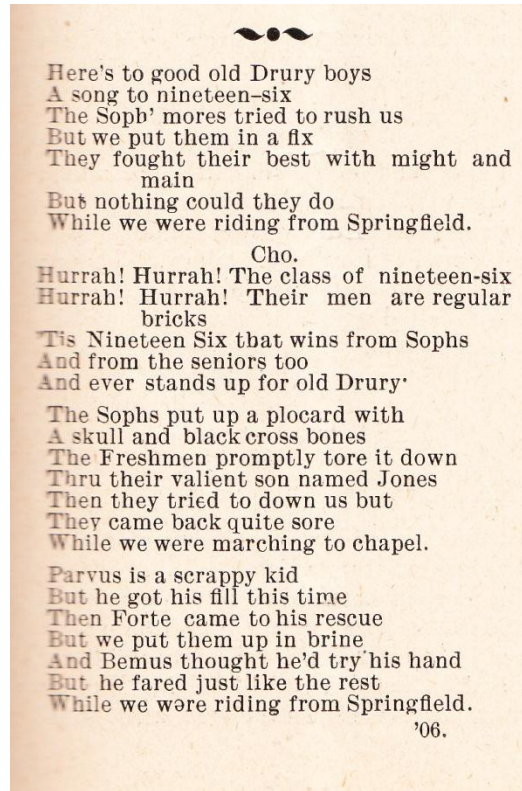 Here's to good old Drury boys
A song to nineteen-six
The Soph' mores tried to rush us
But we put them in a fix
They fought their best with might and
main
But nothing could they do
While we were riding from Springfield.
Cho.
Hurrah! Hurrah! The class of nineteen-six
Hurrah! Hurrah! Their men are regular
bricks
'Tis Nineteen Six that wins from Sophs
And from the seniors too
And ever stands up for old Drury·
The Sophs put up a plocard with
A skull and black cross bones
The Freshmen promptly tore it down
Thru their valient son named Jones
Then they tried to down us but
They came back quite sore
While we were marching to chapel.
Parvus is a scrappy kid
But he got his fill this time
Then Forte came to his rescue
But we put them up in brine
And Bemus thought he'd try his hand
But he fared just like the rest
While we were riding from Springfield.
'06.